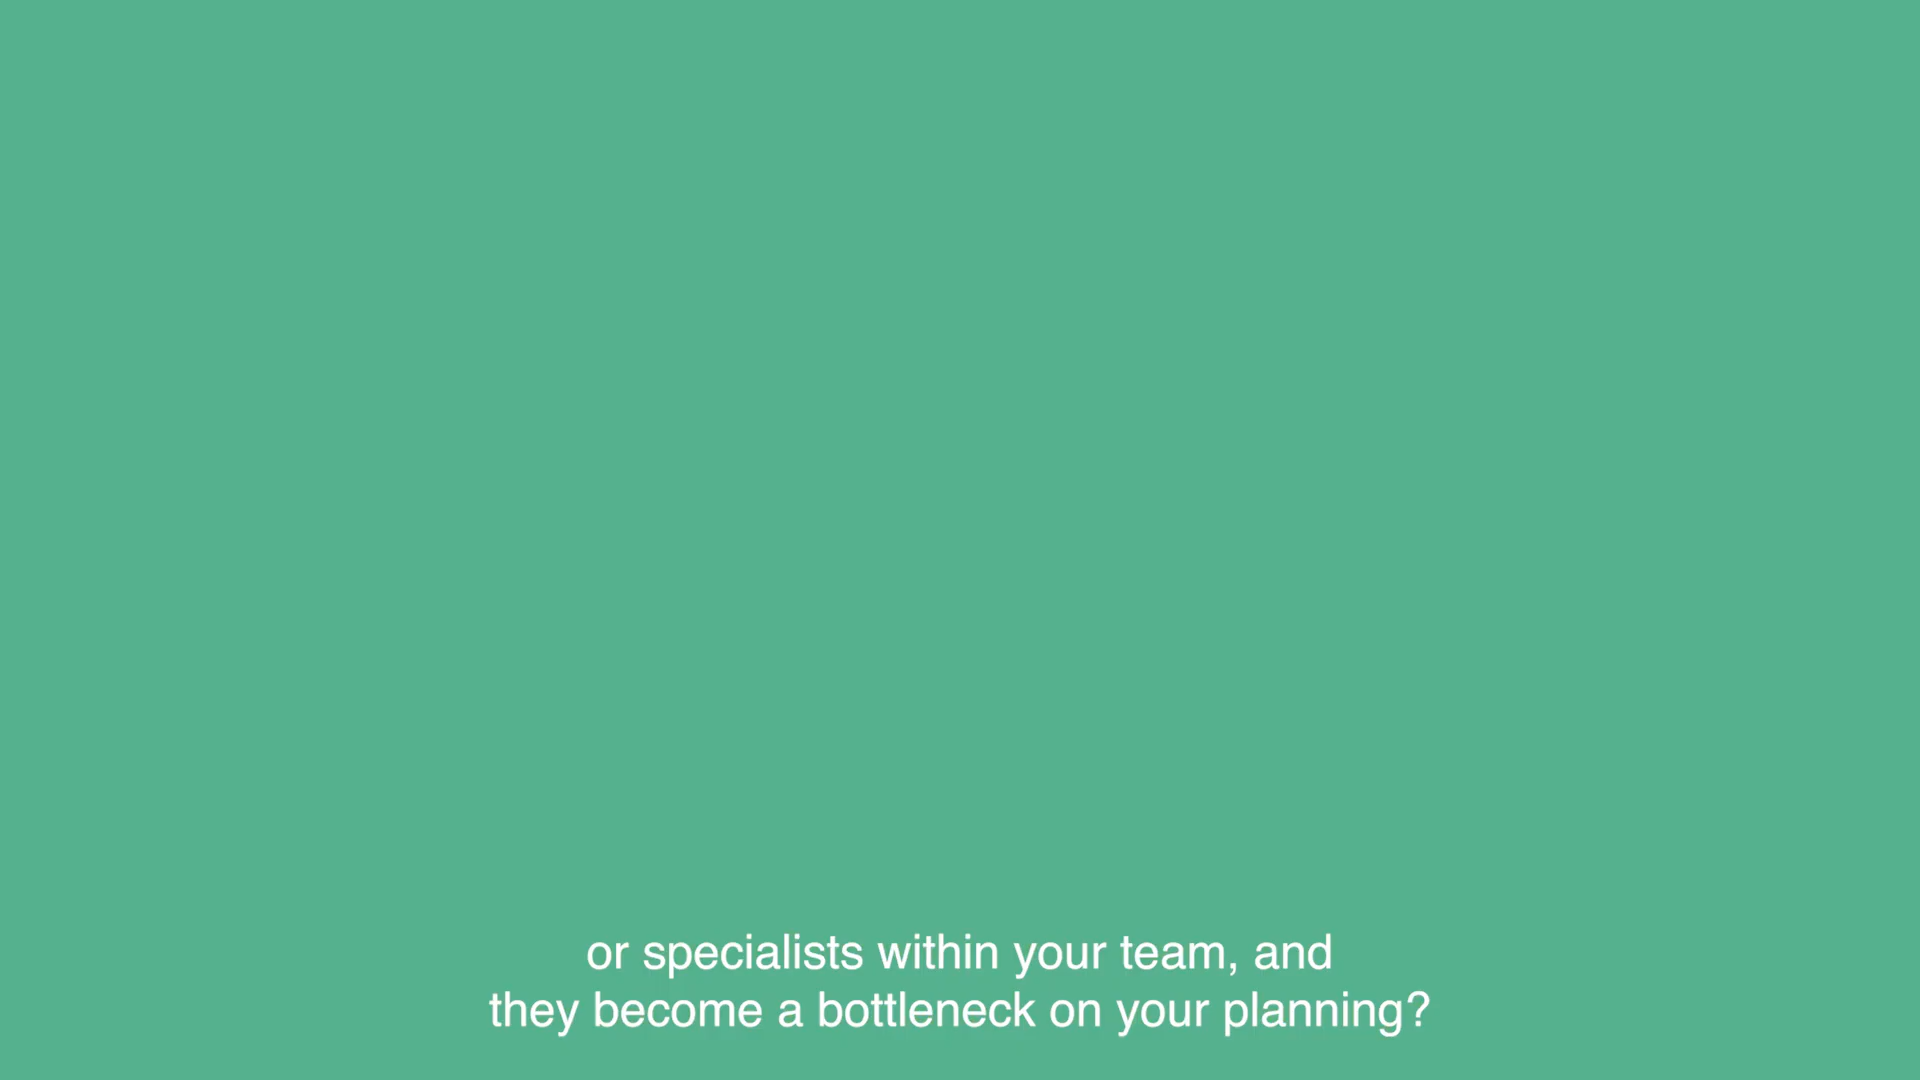 or specialists within your team, and
they become a bottleneck on your planning?